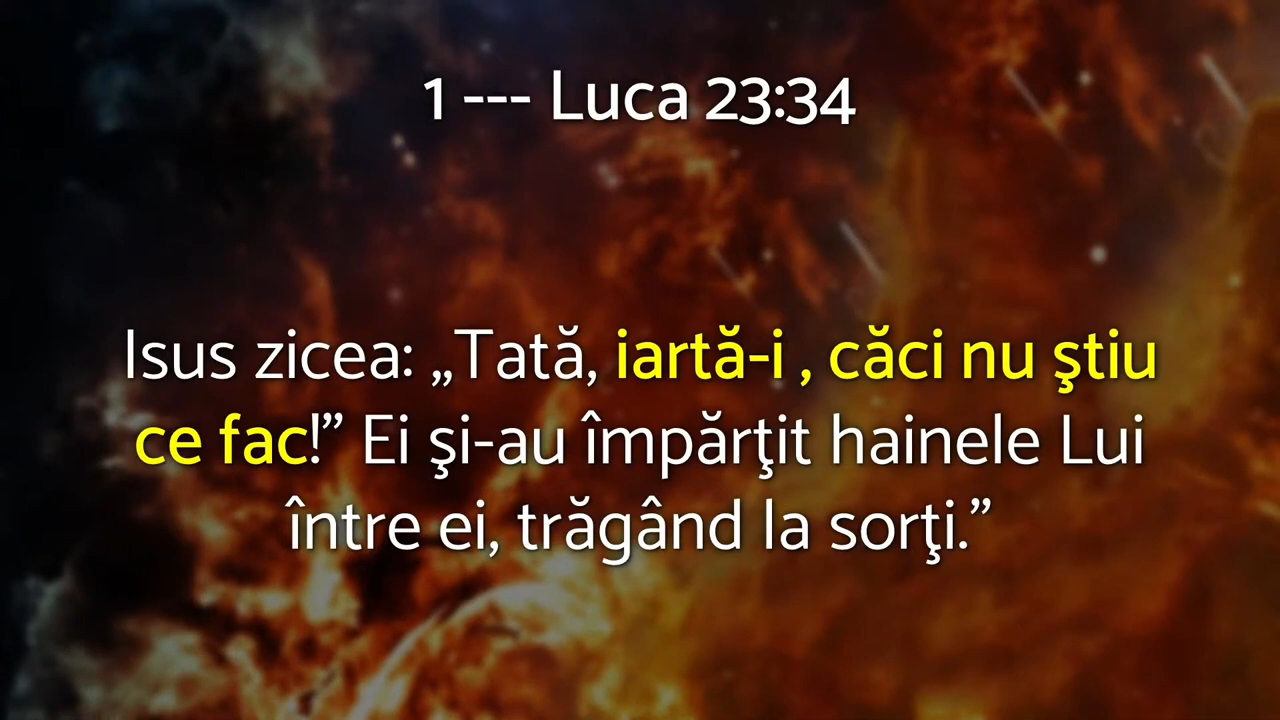 1 --- Luca 23:34
Isus zicea: „Tată, iartă-i , căci nu ştiu
ce fac!” Ei şi-au împărţit hainele Lui
între ei, trăgând la sorţi.”